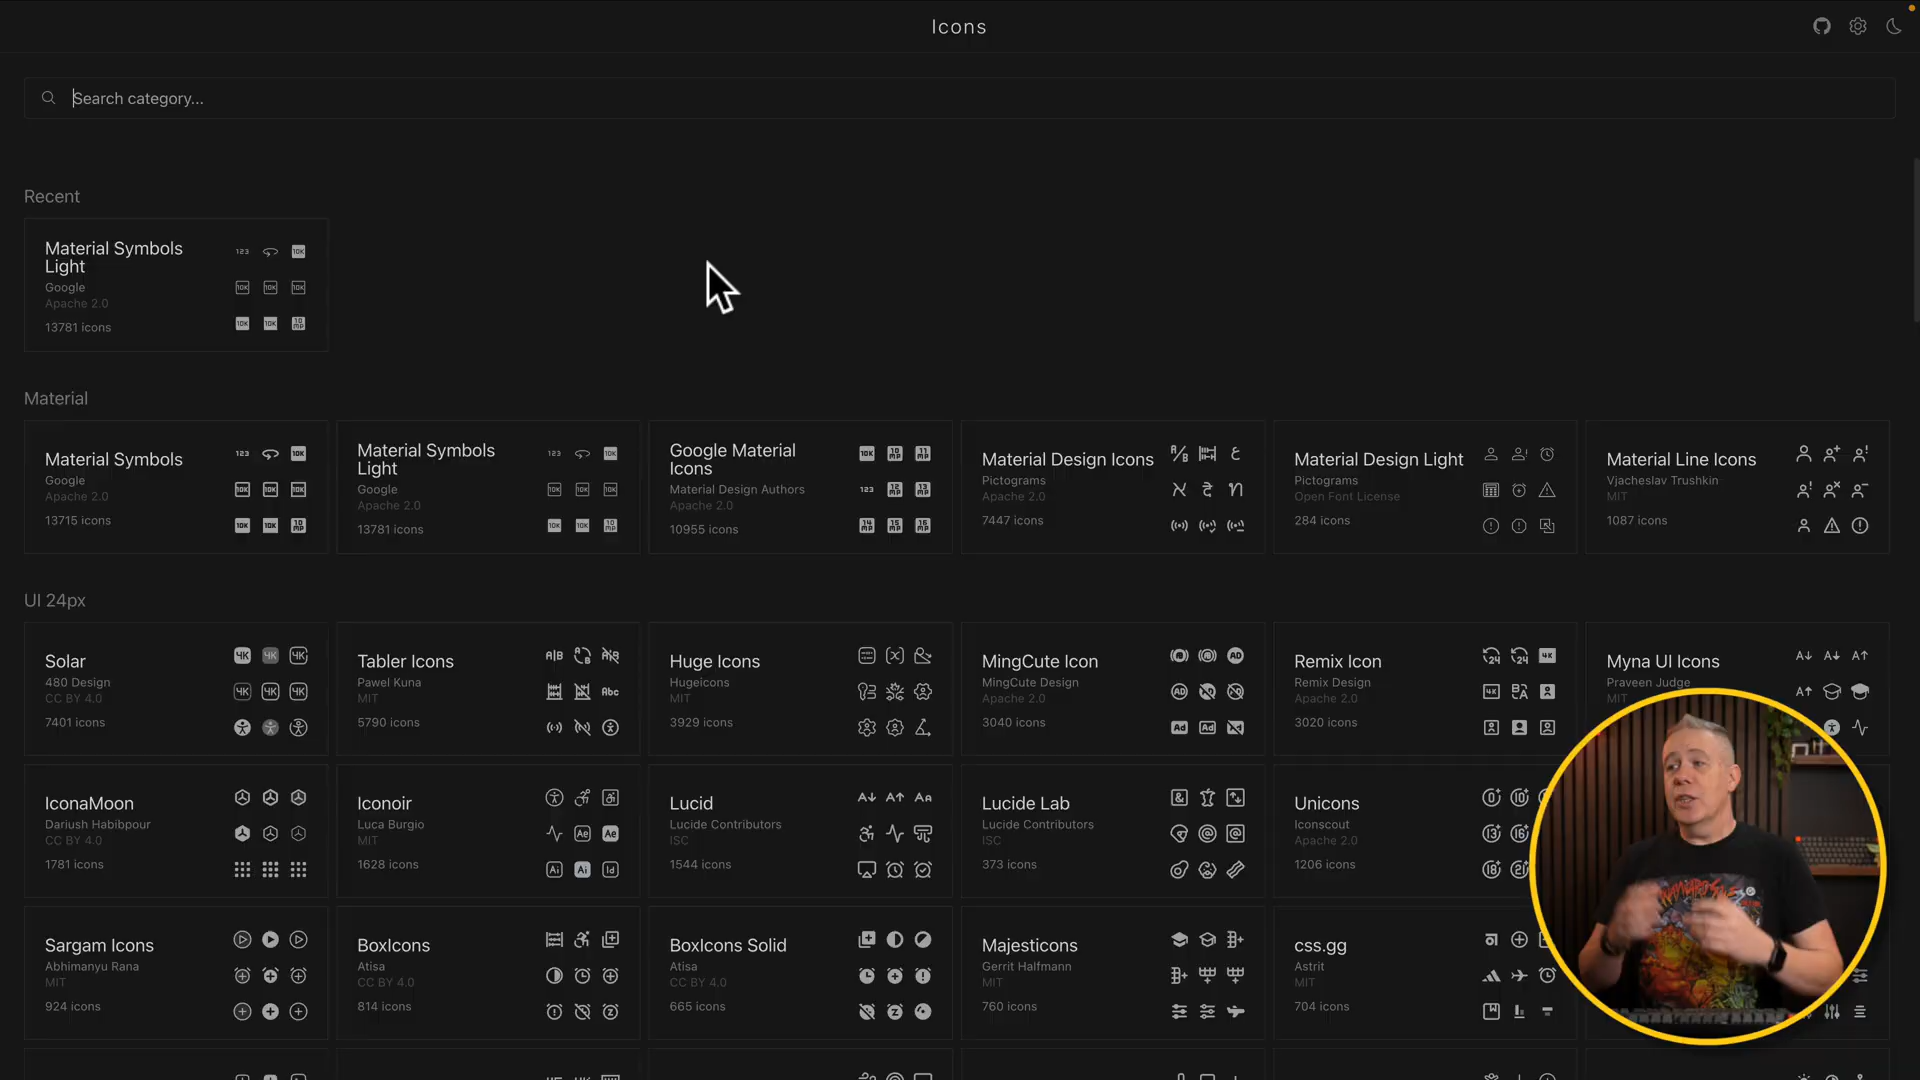 Icons
Search category...
Recent
Material Symbols
Light
Google
Apache 2.0
13781 icons
Material
Material Symbols
Google
Apache 2.0
13715 icons
Material Symbols
Light
Google
Apache 2.0
13781 icons
Google Material
Icons
Material Design Authors
Apache 2.0
10955 icons
Material Design Icons
Pictograms
Apache 2.0
7447 icons
Material Design Light
Pictograms
Open Font License
284 icons
Material Line Icons
Vjacheslav Trushkin
MIT
1087 icons
UI 24px
Solar
480 Design
CC BY 4.0
7401 icons
Tabler Icons
Pawel Kuna
MIT
5790 icons
Huge Icons
Hugeicons
MIT
3929 icons
MingCute Icon
MingCute Design
Apache 2.0
3040 icons
Remix Icon
Remix Design
Apache 2.0
3020 icons
Myna UI Icons
Praveen Judge
MIT
IconaMoon
Dariush Habibpour
CC BY 4.0
1781 icons
Iconoir
Luca Burgio
MIT
1628 icons
Lucid
Lucide Contributors
ISC
1544 icons
Lucide Lab
Lucide Contributors
ISC
373 icons
Unicons
Iconscout
Apache 2.0
1206 icons
Sargam Icons
Abhimanyu Rana
MIT
924 icons
BoxIcons
Atisa
CC BY 4.0
814 icons
BoxIcons Solid
Atisa
CC BY 4.0
665 icons
Majesticons
Gerrit Halfmann
MIT
760 icons
css.gg
Astrit
MIT
704 icons